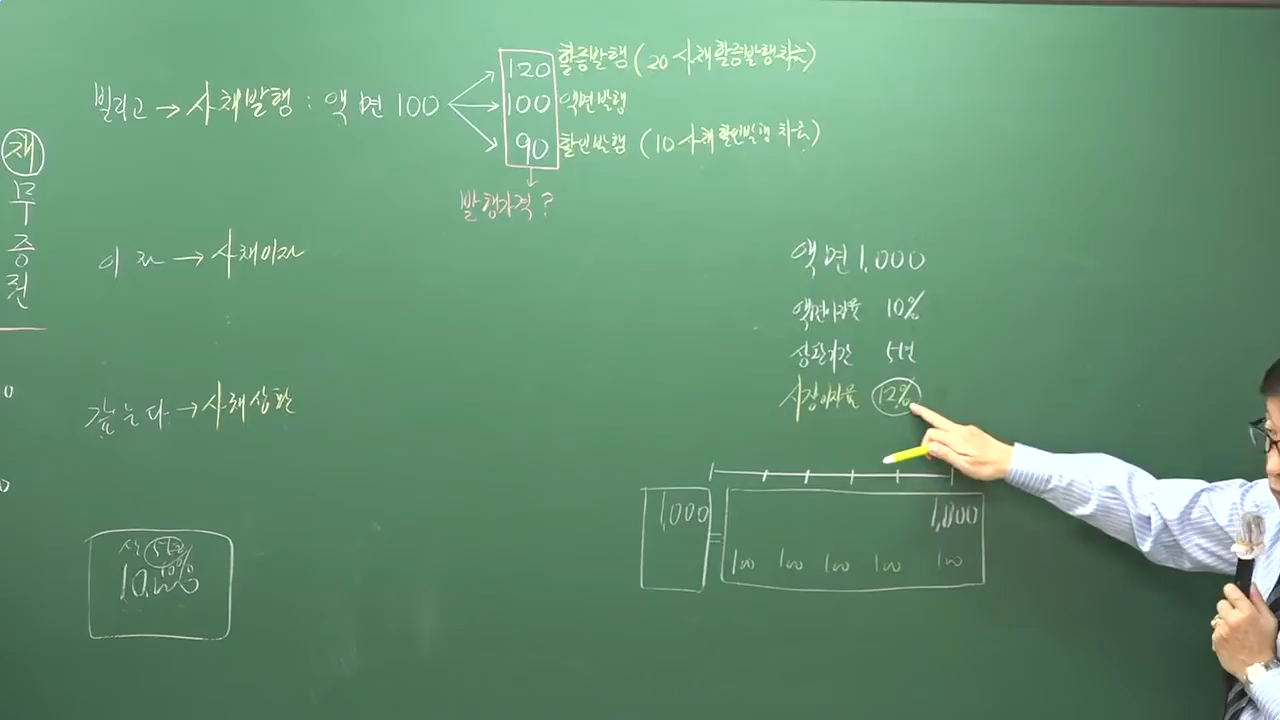 채무증권
빌리고 → 사채발행 : 액면 100
120 할증발행 (20 사채할증발행차금)
100 액면발행
90 할인발행 (10 사채할인발행차금)
발행가격 ?
이자 → 사채이자
갚는다 → 사채상환
5년
10%
액면 1,000
액면이자율 10%
상환기간 5년
시장이자율 12%
1,000 = 1,000
100 100 100 100 100